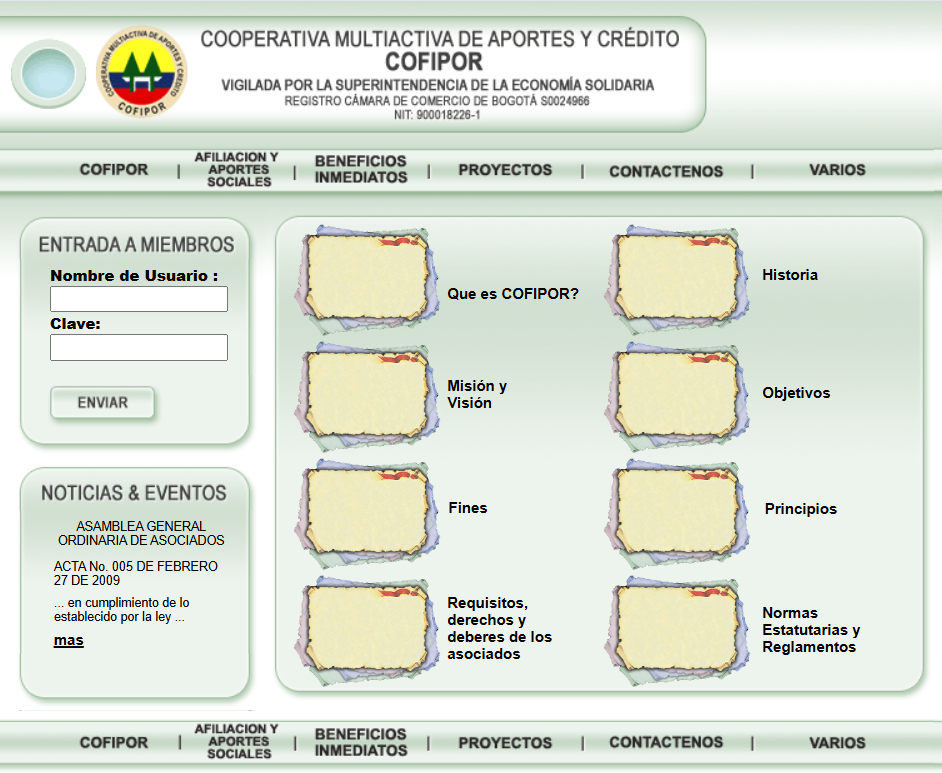 COOPERATIVA MULTIACTIVA DE APORTES Y CRÉDITO
COFIPOR
VIGILADA POR LA SUPERINTENDENCIA DE LA ECONOMÍA SOLIDARIA
REGISTRO CÁMARA DE COMERCIO DE BOGOTÁ S0024966
NIT: 900018226-1
COOPERATIVA MULTIACTIVA DE APORTES Y CRÉDITO
COFIPOR
COFIPOR | AFILIACION Y APORTES SOCIALES | BENEFICIOS INMEDIATOS | PROYECTOS | CONTACTENOS | VARIOS
ENTRADA A MIEMBROS
Nombre de Usuario :
Clave:
ENVIAR
NOTICIAS & EVENTOS
ASAMBLEA GENERAL
ORDINARIA DE ASOCIADOS
ACTA No. 005 DE FEBRERO
27 DE 2009
... en cumplimiento de lo
establecido por la ley ...
mas
Que es COFIPOR?
Historia
Misión y
Visión
Objetivos
Fines
Principios
Requisitos,
derechos y
deberes de los
asociados
Normas
Estatutarias y
Reglamentos
COFIPOR | AFILIACION Y APORTES SOCIALES | BENEFICIOS INMEDIATOS | PROYECTOS | CONTACTENOS | VARIOS